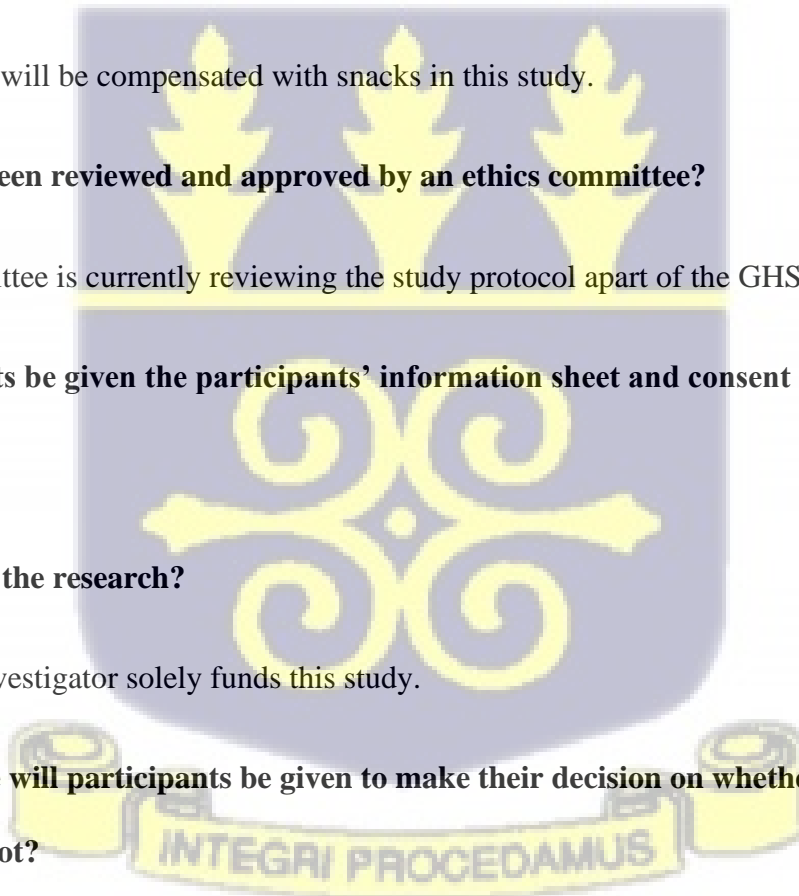 will be compensated with snacks in this study.
een reviewed and approved by an ethics committee?
ttee is currently reviewing the study protocol apart of the GHS
ts be given the participants’ information sheet and consent
the research?
vestigator solely funds this study.
will participants be given to make their decision on whethe
ot?
INTEGRI PROCEDAMUS